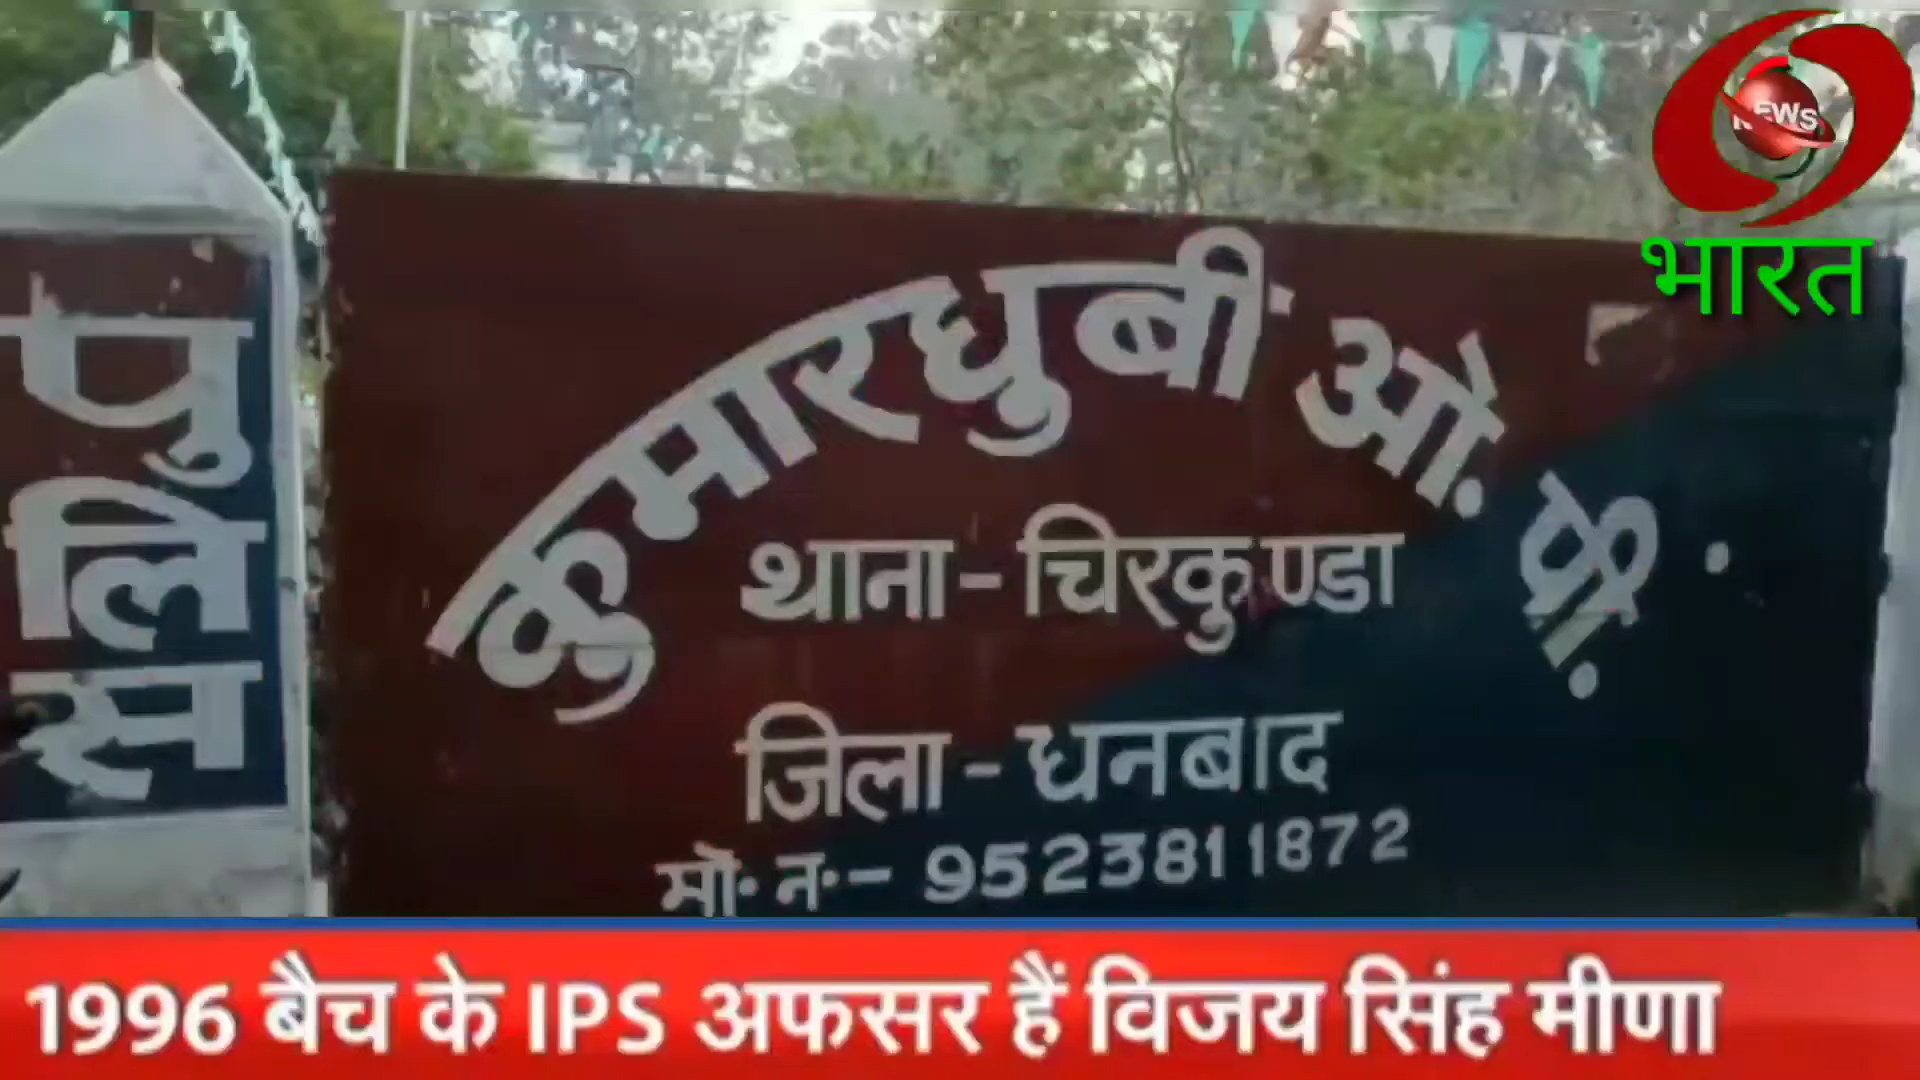 NEWS
भारत
पुलिस
कुमारधुबी ओ. पी.
थाना - चिरकुण्डा
जिला - धनबाद
मो. न. - 9523811872
1996 बैच के IPS अफसर हैं विजय सिंह मीणा